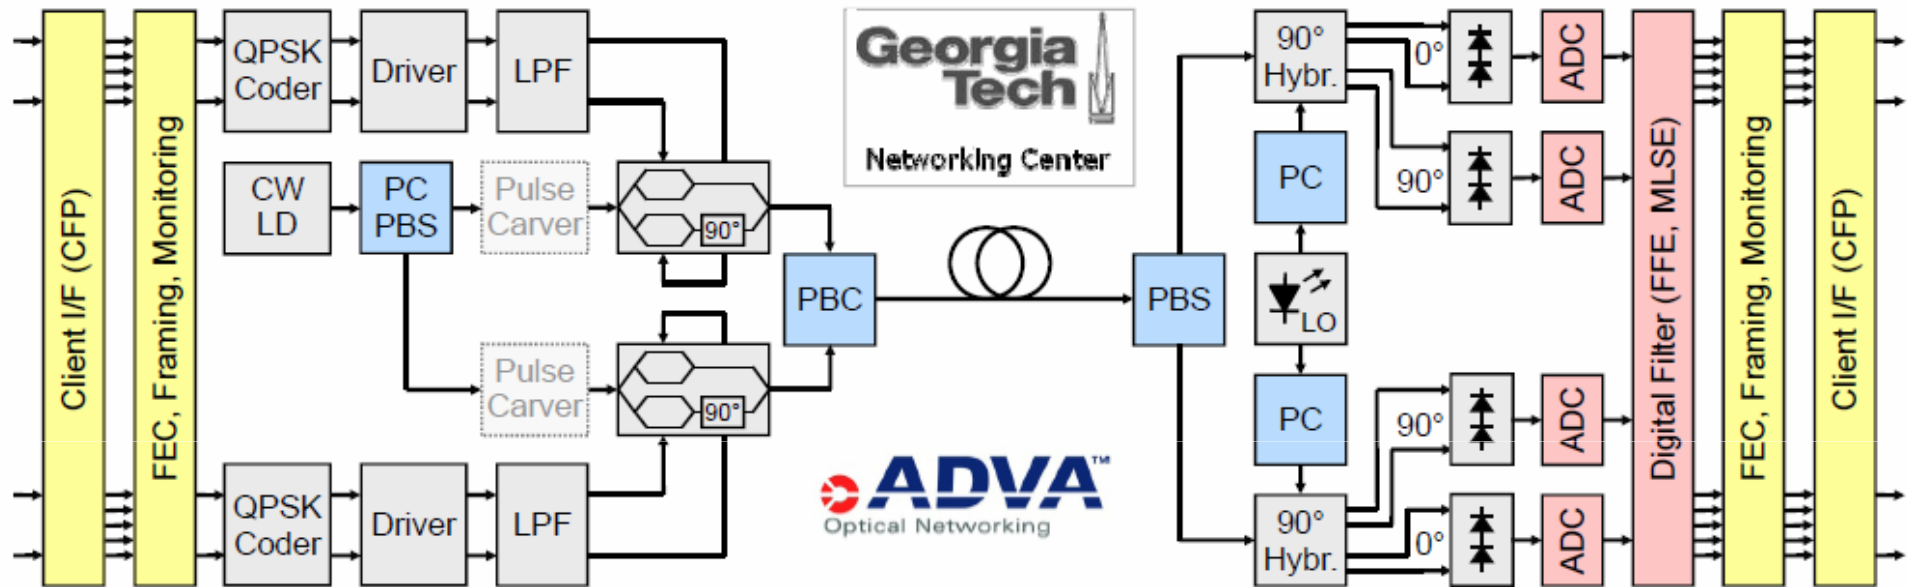 Client I/F (CFP)
FEC, Framing, Monitoring
QPSK
Coder
Driver
LPF
CW
LD
PC
PBS
Pulse
Carver
90°
Pulse
Carver
90°
QPSK
Coder
Driver
LPF
PBC
Georgia
Tech
Networking Center
ADVA™
Optical Networking
PBS
90°
Hybr.
PC
LO
PC
90°
Hybr.
0°
90°
90°
0°
ADC
ADC
ADC
ADC
Digital Filter (FFE, MLSE)
FEC, Framing, Monitoring
Client I/F (CFP)